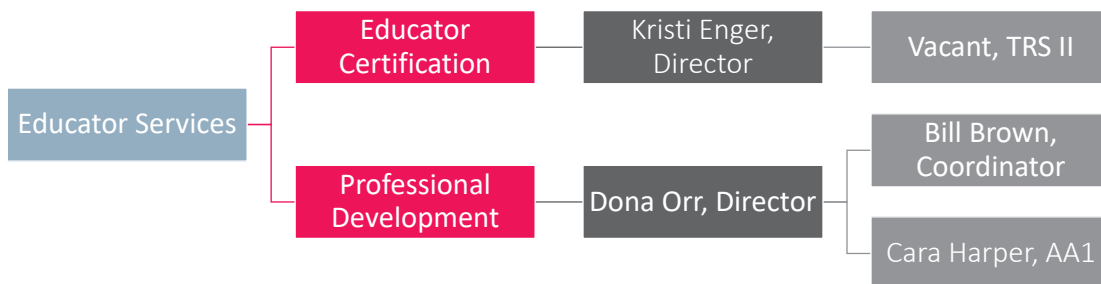 Educator Services
Educator
Certification
Kristi Enger,
Director
Vacant, TRS II
Professional
Development
Dona Orr, Director
Bill Brown,
Coordinator
Cara Harper, AA1